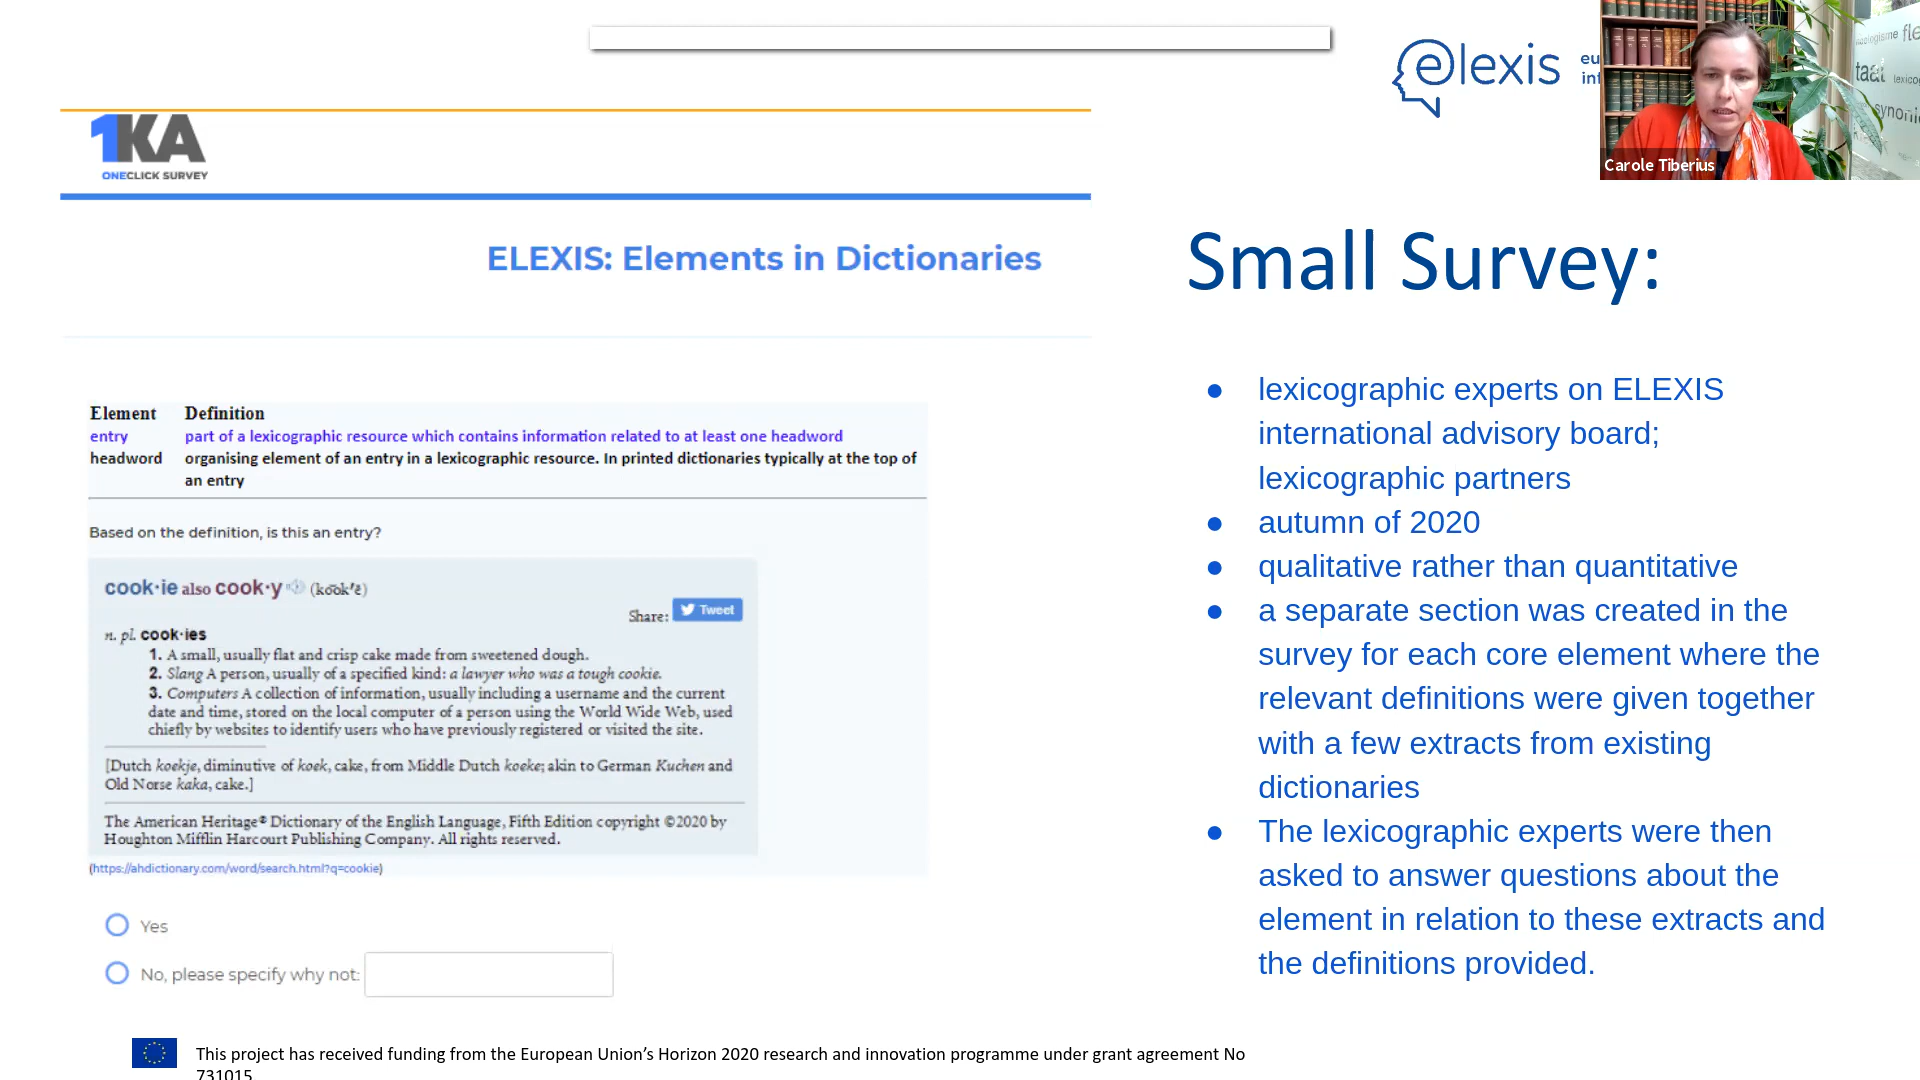 1KA
ONECLICK SURVEY
ELEXIS: Elements in Dictionaries
Element Definition
entry part of a lexicographic resource which contains information related to at least one headword
headword organising element of an entry in a lexicographic resource. In printed dictionaries typically at the top of
an entry
Based on the definition, is this an entry?
cook·ie also cook·y (ko͝ok′ē)
Share: Tweet
n. pl. cook·ies
1. A small, usually flat and crisp cake made from sweetened dough.
2. Slang A person, usually of a specified kind: a lawyer who was a tough cookie.
3. Computers A collection of information, usually including a username and the current
date and time, stored on the local computer of a person using the World Wide Web, used
chiefly by websites to identify users who have previously registered or visited the site.
[Dutch koekje, diminutive of koek, cake, from Middle Dutch koeke; akin to German Kuchen and
Old Norse kaka, cake.]
The American Heritage® Dictionary of the English Language, Fifth Edition copyright ©2020 by
Houghton Mifflin Harcourt Publishing Company. All rights reserved.
(https://ahdictionary.com/word/search.html?q=cookie)
Yes
No, please specify why not:
elexis
eu
inf
taat
Carole Tiberius
Small Survey:
● lexicographic experts on ELEXIS
international advisory board;
lexicographic partners
● autumn of 2020
● qualitative rather than quantitative
● a separate section was created in the
survey for each core element where the
relevant definitions were given together
with a few extracts from existing
dictionaries
● The lexicographic experts were then
asked to answer questions about the
element in relation to these extracts and
the definitions provided.
This project has received funding from the European Union’s Horizon 2020 research and innovation programme under grant agreement No
731015.